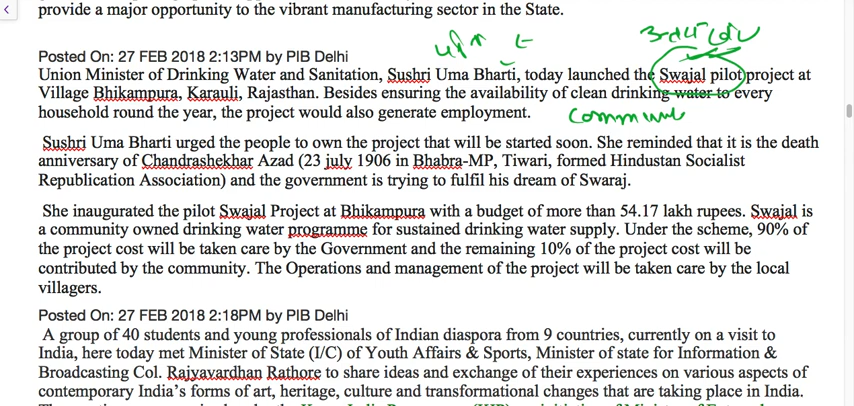 provide a major opportunity to the vibrant manufacturing sector in the State.
Posted On: 27 FEB 2018 2:13PM by PIB Delhi
Union Minister of Drinking Water and Sanitation, Sushri Uma Bharti, today launched the Swajal pilot project at
Village Bhikampura, Karauli, Rajasthan. Besides ensuring the availability of clean drinking water to every
household round the year, the project would also generate employment.
Sushri Uma Bharti urged the people to own the project that will be started soon. She reminded that it is the death
anniversary of Chandrashekhar Azad (23 july 1906 in Bhabra-MP, Tiwari, formed Hindustan Socialist
Republication Association) and the government is trying to fulfil his dream of Swaraj.
She inaugurated the pilot Swajal Project at Bhikampura with a budget of more than 54.17 lakh rupees. Swajal is
a community owned drinking water programme for sustained drinking water supply. Under the scheme, 90% of
the project cost will be taken care by the Government and the remaining 10% of the project cost will be
contributed by the community. The Operations and management of the project will be taken care by the local
villagers.
Posted On: 27 FEB 2018 2:18PM by PIB Delhi
A group of 40 students and young professionals of Indian diaspora from 9 countries, currently on a visit to
India, here today met Minister of State (I/C) of Youth Affairs & Sports, Minister of state for Information &
Broadcasting Col. Rajyavardhan Rathore to share ideas and exchange of their experiences on various aspects of
contemporary India's forms of art, heritage, culture and transformational changes that are taking place in India.